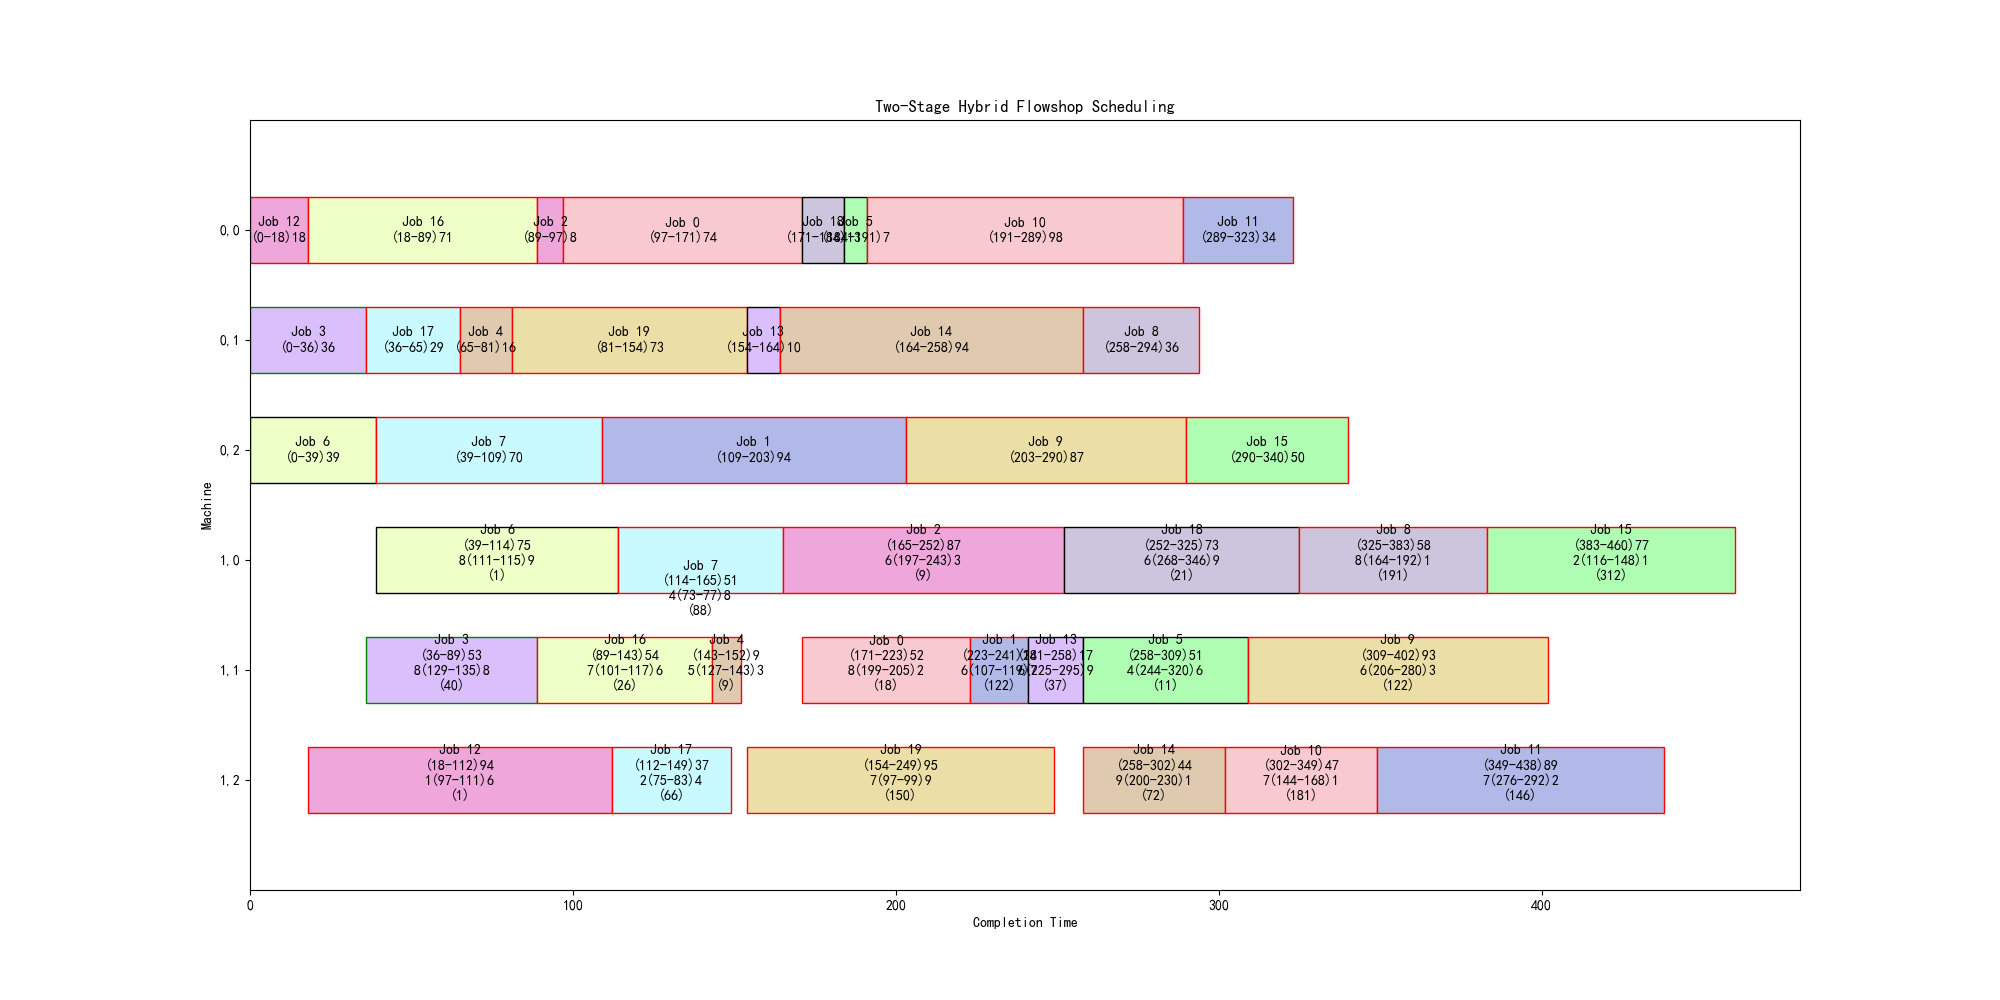 Two-Stage Hybrid Flowshop Scheduling
Machine
0,0
Job 12
(0-18)18
Job 16
(18-89)71
Job 2
(89-97)8
Job 0
(97-171)74
Job 18
Job 5
Job 10
(191-289)98
Job 11
(289-323)34
0,1
Job 3
(0-36)36
Job 17
(36-65)29
Job 4
(65-81)16
Job 19
(81-154)73
Job 13
(154-164)10
Job 14
(164-258)94
Job 8
(258-294)36
0,2
Job 6
(0-39)39
Job 7
(39-109)70
Job 1
(109-203)94
Job 9
(203-290)87
Job 15
(290-340)50
1,0
Job 6
(39-114)75
8(111-115)9
(1)
Job 7
(114-165)51
4(73-77)8
(88)
Job 2
(165-252)87
6(197-243)3
(9)
Job 18
(252-325)73
6(268-346)9
(21)
Job 8
(325-383)58
8(164-192)1
(191)
Job 15
(383-460)77
2(116-148)1
(312)
1,1
Job 3
(36-89)53
8(129-135)8
(40)
Job 16
(89-143)54
7(101-117)6
(26)
Job 4
(143-152)9
5(127-143)3
(9)
Job 0
(171-223)52
8(199-205)2
(18)
Job 1
(223-241)18
(122)
Job 13
(241-258)17
(37)
Job 5
(258-309)51
4(244-320)6
(11)
Job 9
(309-402)93
6(206-280)3
(122)
1,2
Job 12
(18-112)94
1(97-111)6
(1)
Job 17
(112-149)37
2(75-83)4
(66)
Job 19
(154-249)95
7(97-99)9
(150)
Job 14
(258-302)44
9(200-230)1
(72)
Job 10
(302-349)47
7(144-168)1
(181)
Job 11
(349-438)89
7(276-292)2
(146)
0
100
200
300
400
Completion Time